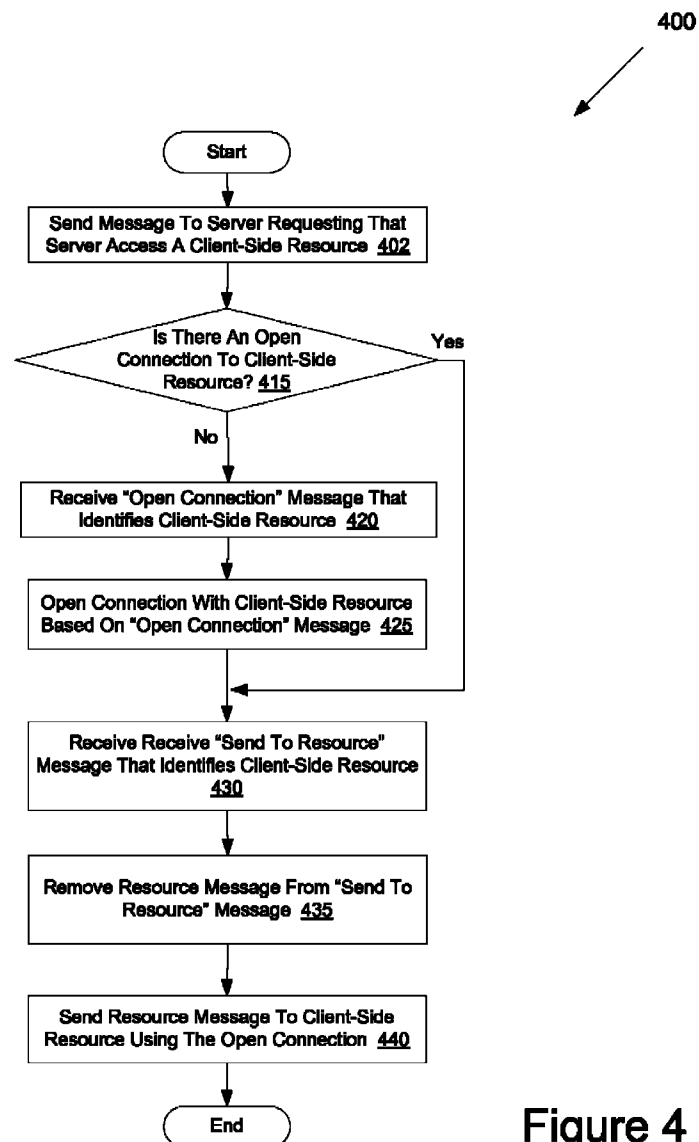 400
Start
Send Message To Server Requesting That
Server Access A Client-Side Resource 402
Is There An Open
Connection To Client-Side
Resource? 415
Yes
No
Receive “Open Connection” Message That
Identifies Client-Side Resource 420
Open Connection With Client-Side Resource
Based On “Open Connection” Message 425
Receive Receive “Send To Resource”
Message That Identifies Client-Side Resource
430
Remove Resource Message From “Send To
Resource” Message 435
Send Resource Message To Client-Side
Resource Using The Open Connection 440
End
Figure 4